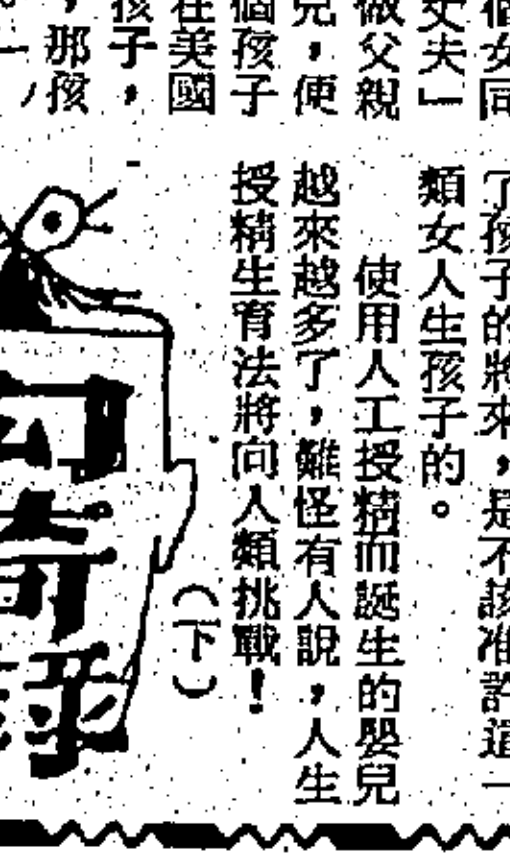 個女同
丈夫」
做父親
兒，使
個孩子
在美國
孩子，
，那孩
了孩子的將來，是不該准許這一
類女人生孩子的。
使用人工授精而誕生的嬰兒
越來越多了，難怪有人說，人生
授精生育法將向人類挑戰！
（下）
奇